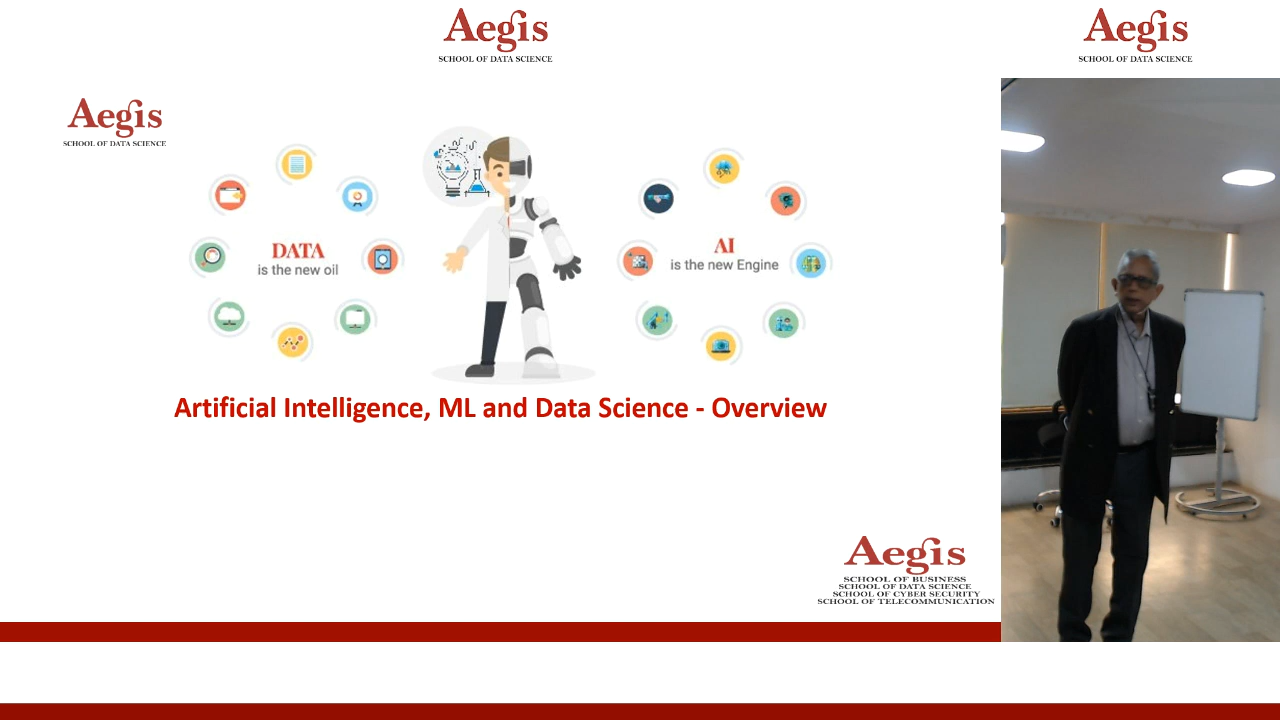 Aegis
SCHOOL OF DATA SCIENCE
Aegis
SCHOOL OF DATA SCIENCE
Aegis
SCHOOL OF DATA SCIENCE
DATA
is the new oil
AI
is the new Engine
Artificial Intelligence, ML and Data Science - Overview
Aegis
SCHOOL OF BUSINESS
SCHOOL OF DATA SCIENCE
SCHOOL OF CYBER SECURITY
SCHOOL OF TELECOMMUNICATION